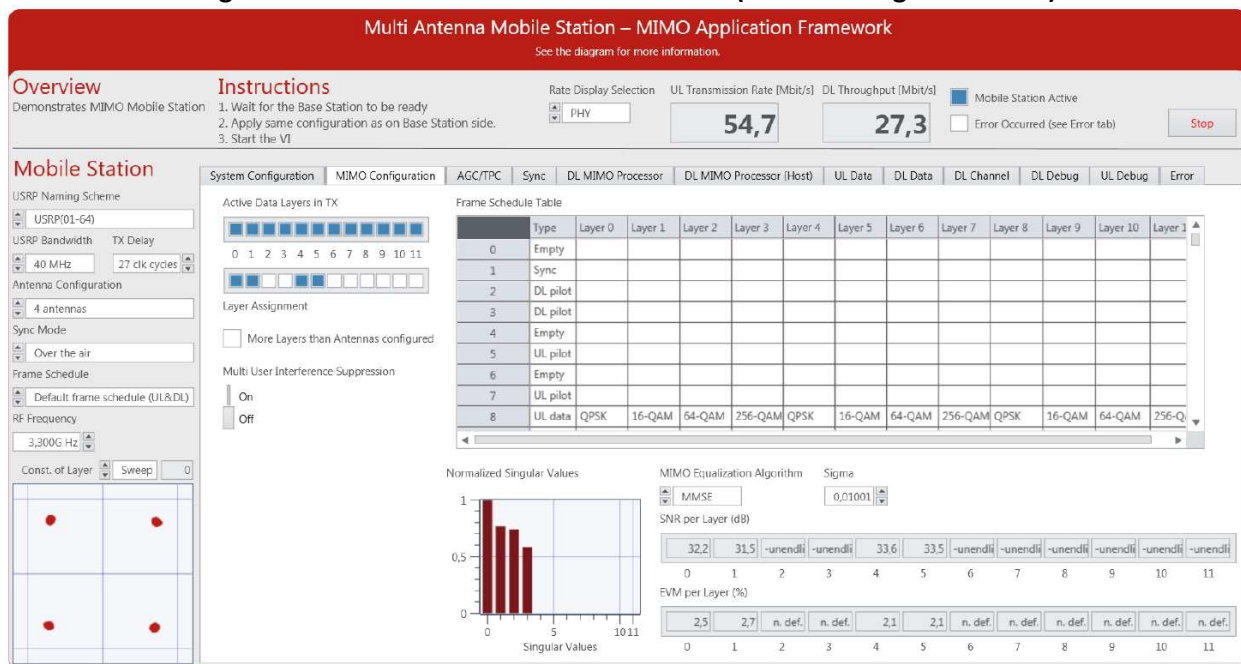 Multi Antenna Mobile Station – MIMO Application Framework
See the diagram for more information.
Overview
Demonstrates MIMO Mobile Station
Instructions
1. Wait for the Base Station to be ready
2. Apply same configuration as on Base Station side.
3. Start the VI
Rate Display Selection
PHY
UL Transmission Rate [Mbit/s]
54,7
DL Throughput [Mbit/s]
27,3
Mobile Station Active
Error Occurred (see Error tab)
Stop
Mobile Station
USRP Naming Scheme
USRP(01-64)
USRP Bandwidth TX Delay
40 MHz 27 clk cycles
Antenna Configuration
4 antennas
Sync Mode
Over the air
Frame Schedule
Default frame schedule (UL&DL)
RF Frequency
3,300G Hz
Const. of Layer Sweep 0
System Configuration MIMO Configuration AGC/TPC Sync DL MIMO Processor DL MIMO Processor (Host) UL Data DL Data DL Channel DL Debug UL Debug Error
Active Data Layers in TX
0 1 2 3 4 5 6 7 8 9 10 11
Layer Assignment
More Layers than Antennas configured
Multi User Interference Suppression
On
Off
Frame Schedule Table
Type Layer 0 Layer 1 Layer 2 Layer 3 Layer 4 Layer 5 Layer 6 Layer 7 Layer 8 Layer 9 Layer 10 Layer 1
0 Empty
1 Sync
2 DL pilot
3 DL pilot
4 Empty
5 UL pilot
6 Empty
7 UL pilot
8 UL data QPSK 16-QAM 64-QAM 256-QAM QPSK 16-QAM 64-QAM 256-QAM QPSK 16-QAM 64-QAM 256-Q
Normalized Singular Values
1
0,5
0
0 5 10 11
Singular Values
MIMO Equalization Algorithm Sigma
MMSE 0,01001
SNR per Layer (dB)
32,2 31,5 -unendli -unendli 33,6 33,5 -unendli -unendli -unendli -unendli -unendli -unendli
0 1 2 3 4 5 6 7 8 9 10 11
EVM per Layer (%)
2,5 2,7 n. def. n. def. 2,1 2,1 n. def. n. def. n. def. n. def. n. def. n. def.
0 1 2 3 4 5 6 7 8 9 10 11